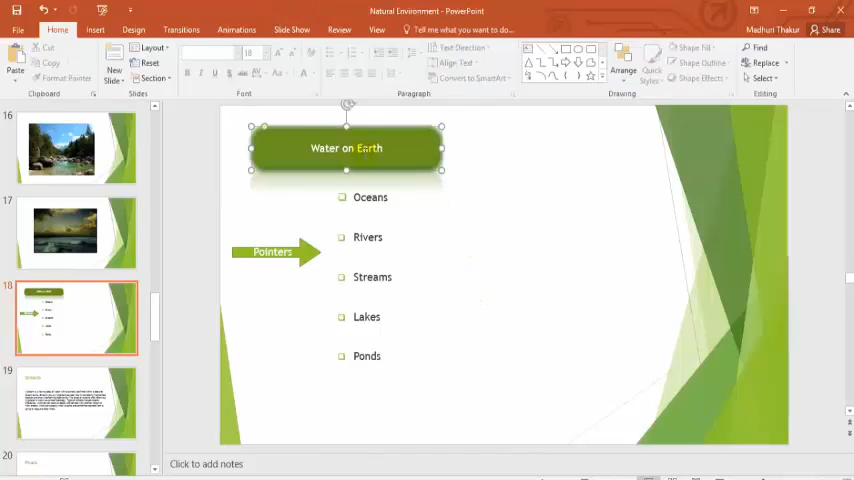 Natural Environment - PowerPoint
File Home Insert Design Transitions Animations Slide Show Review View Tell me what you want to do... Madhuri Thakur Share
Paste
Cut
Copy
Format Painter
Clipboard
New Slide
Layout
Reset
Section
Slides
18
B I U S abc AV Aa A
Font
Paragraph
Text Direction
Align Text
Convert to SmartArt
Arrange
Quick Styles
Shape Fill
Shape Outline
Shape Effects
Drawing
Find
Replace
Select
Editing
16
17
18
19
20
Water on Earth
Oceans
Rivers
Pointers
Streams
Lakes
Ponds
Click to add notes